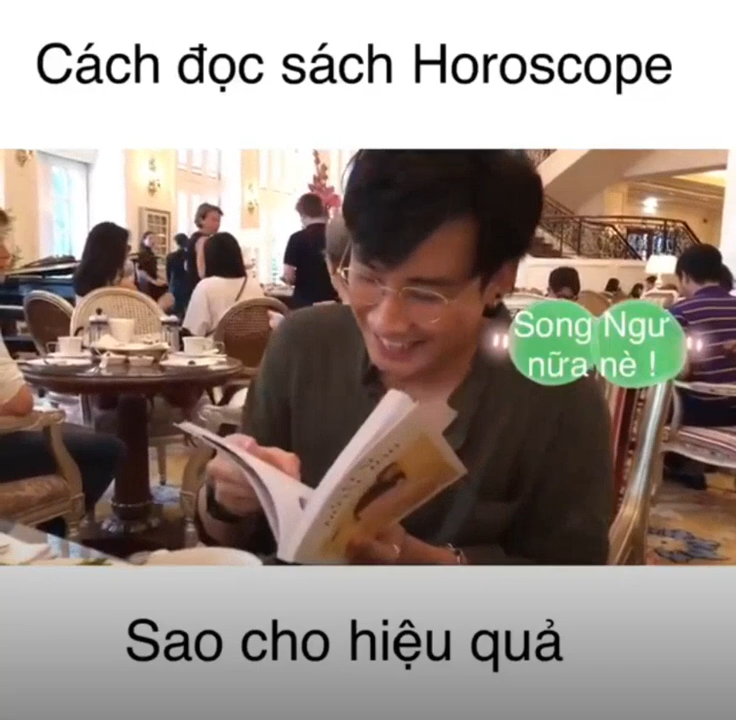 Cách đọc sách Horoscope
Song Ngư
nữa nè !
Sao cho hiệu quả